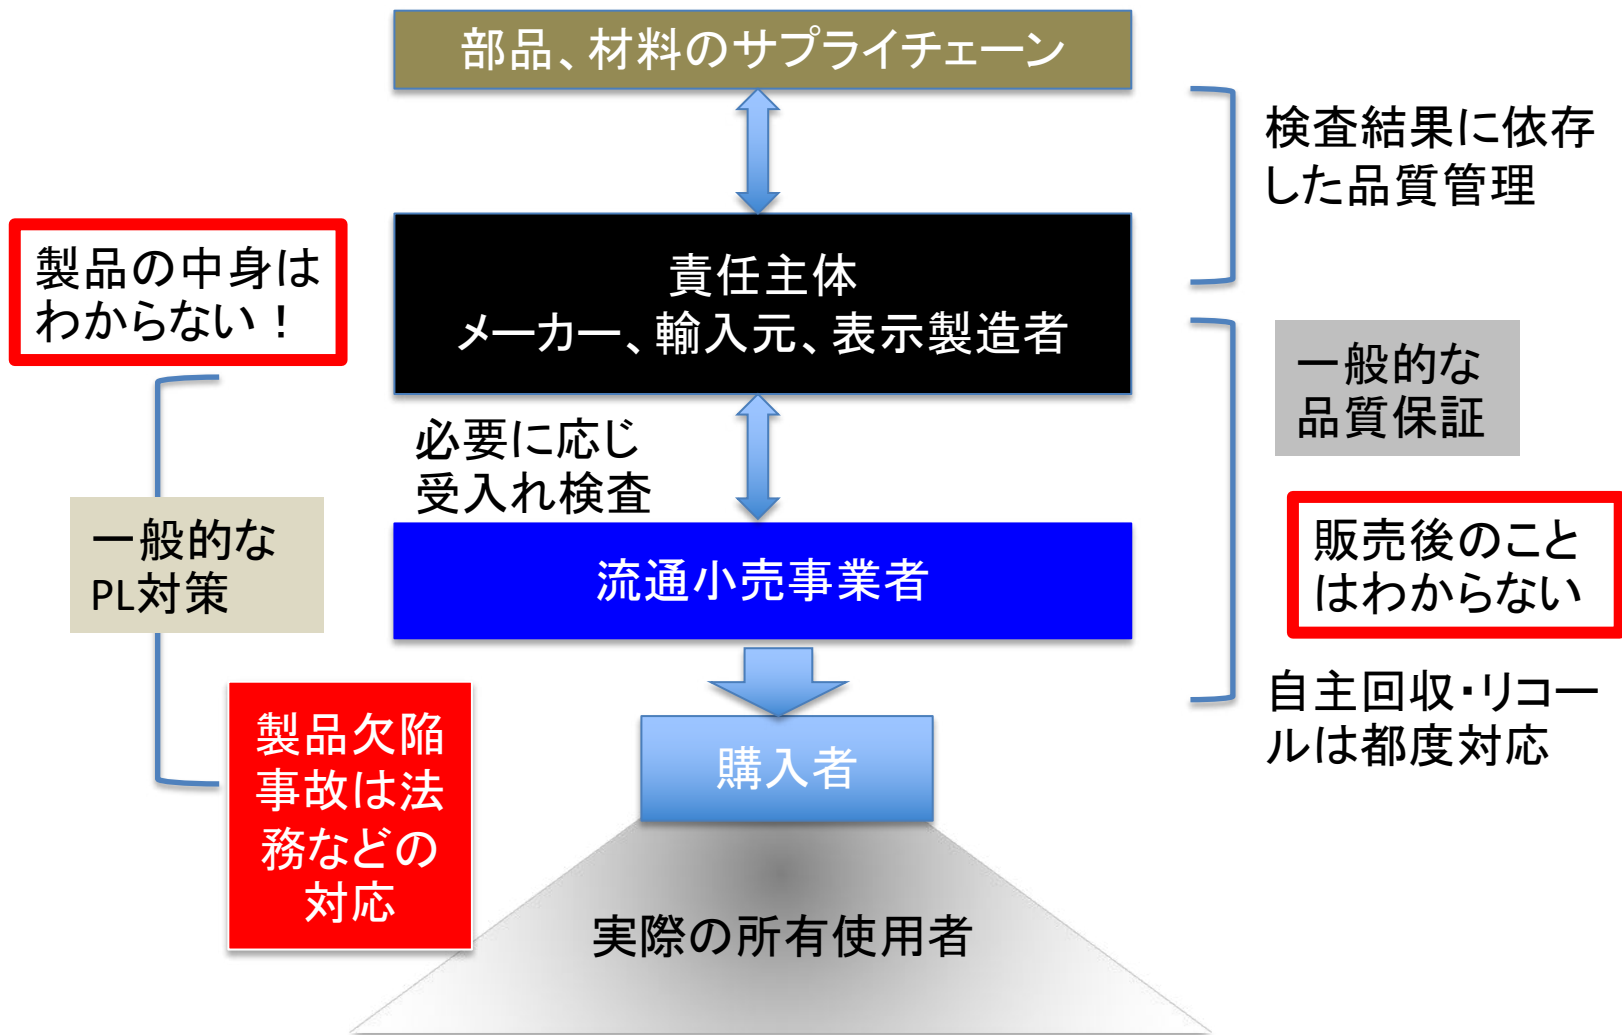 部品、材料のサプライチェーン
検査結果に依存
した品質管理
製品の中身は
わからない！
責任主体
メーカー、輸入元、表示製造者
一般的な
品質保証
必要に応じ
受入れ検査
一般的な
PL対策
流通小売事業者
販売後のこと
はわからない
自主回収・リコー
ルは都度対応
製品欠陥
事故は法
務などの
対応
購入者
実際の所有使用者